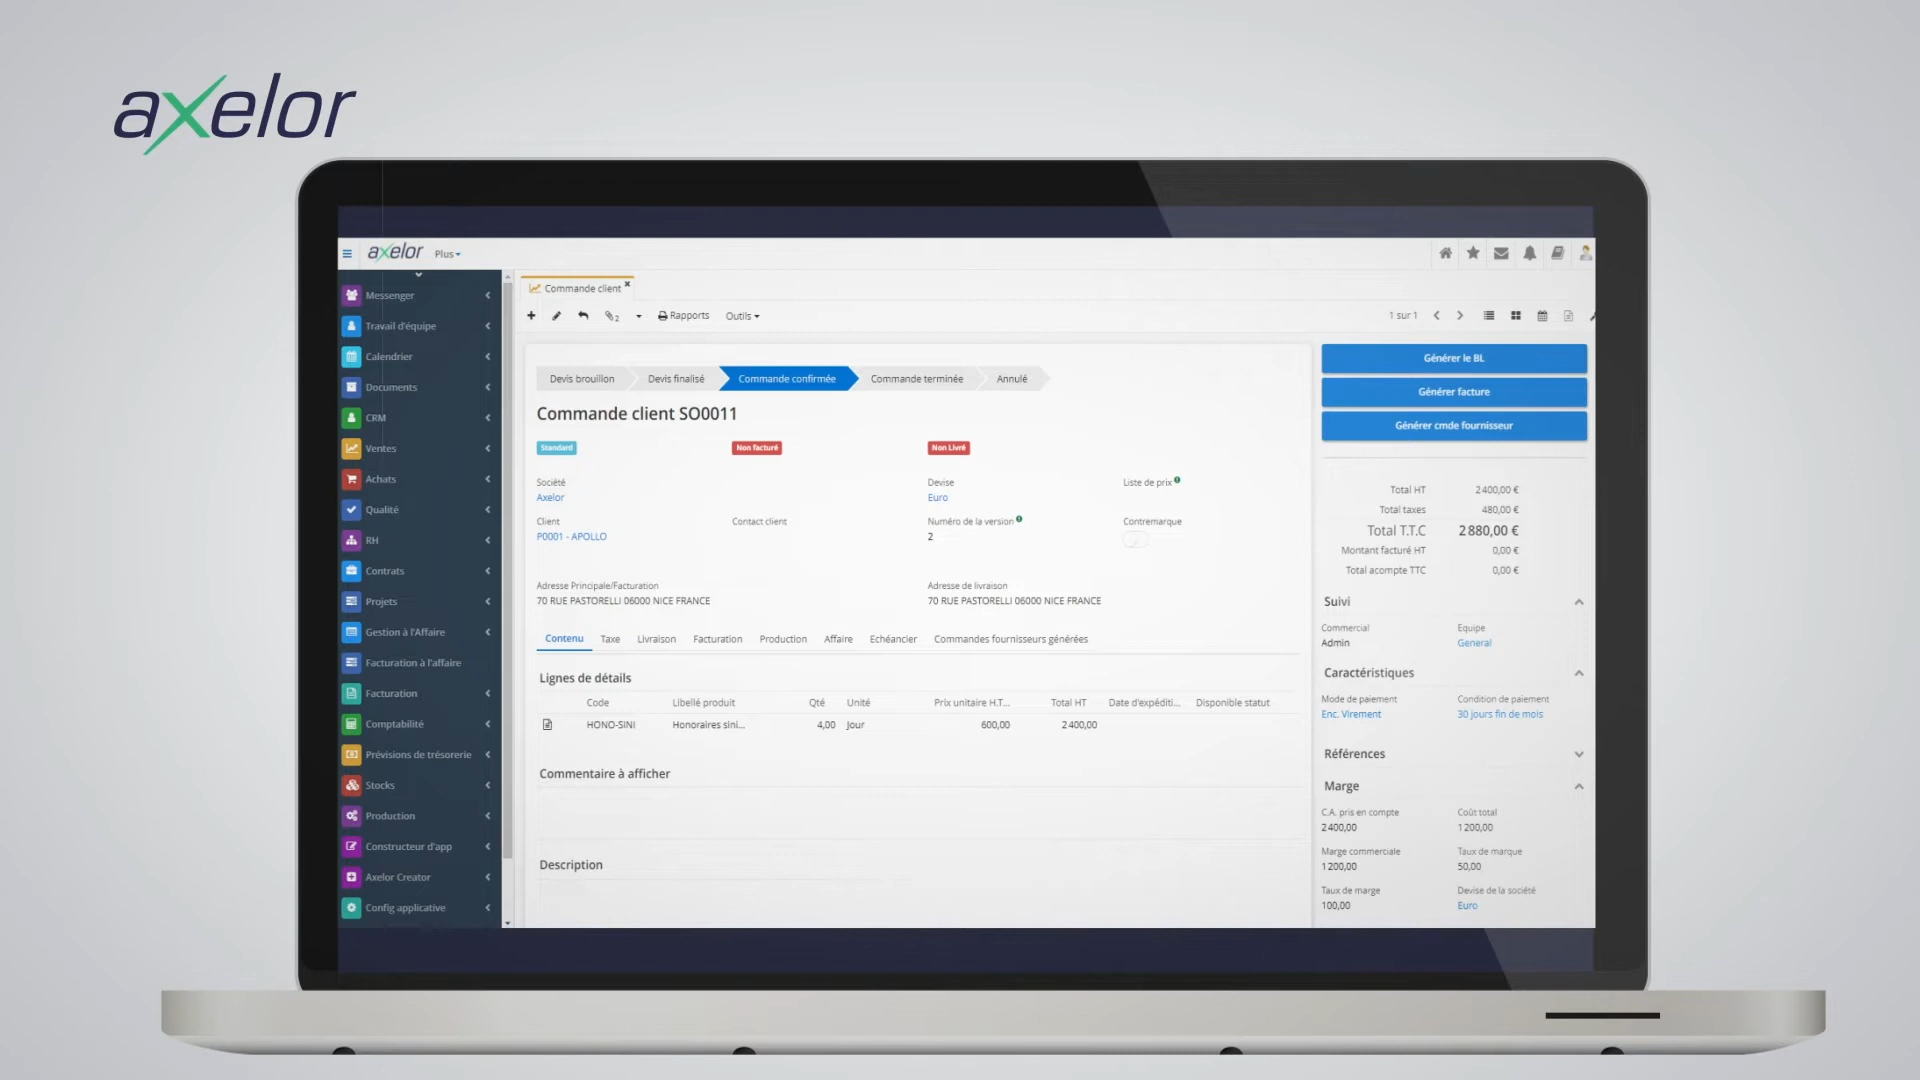 axelor
axelor Plus
Messenger
Travail d'équipe
Calendrier
Documents
CRM
Ventes
Achats
Qualité
RH
Contrats
Projets
Gestion à l'Affaire
Facturation à l'affaire
Facturation
Comptabilité
Prévisions de trésorerie
Stocks
Production
Constructeur d'app
Axelor Creator
Config applicative
Commande client
2 Rapports Outils 1 sur 1
Devis brouillon Devis finalisé Commande confirmée Commande terminée Annulé
Commande client SO0011
Standard Non facturé Non Livré
Société Devise Liste de prix
Axelor Euro
Client Contact client Numéro de la version Contremarque
P0001 - APOLLO 2
Adresse Principale/Facturation Adresse de livraison
70 RUE PASTORELLI 06000 NICE FRANCE 70 RUE PASTORELLI 06000 NICE FRANCE
Contenu Taxe Livraison Facturation Production Affaire Echéancier Commandes fournisseurs générées
Lignes de détails
Code Libellé produit Qté Unité Prix unitaire H.T... Total HT Date d'expéditi... Disponible statut
HONO-SINI Honoraires sini... 4,00 Jour 600,00 2 400,00
Commentaire à afficher
Description
Générer le BL
Générer facture
Générer cmde fournisseur
Total HT 2 400,00 €
Total taxes 480,00 €
Total T.T.C 2 880,00 €
Montant facturé HT 0,00 €
Total acompte TTC 0,00 €
Suivi
Commercial Equipe
Admin General
Caractéristiques
Mode de paiement Condition de paiement
Enc. Virement 30 jours fin de mois
Références
Marge
C.A. pris en compte Coût total
2 400,00 1 200,00
Marge commerciale Taux de marque
1 200,00 50,00
Taux de marge Devise de la société
100,00 Euro